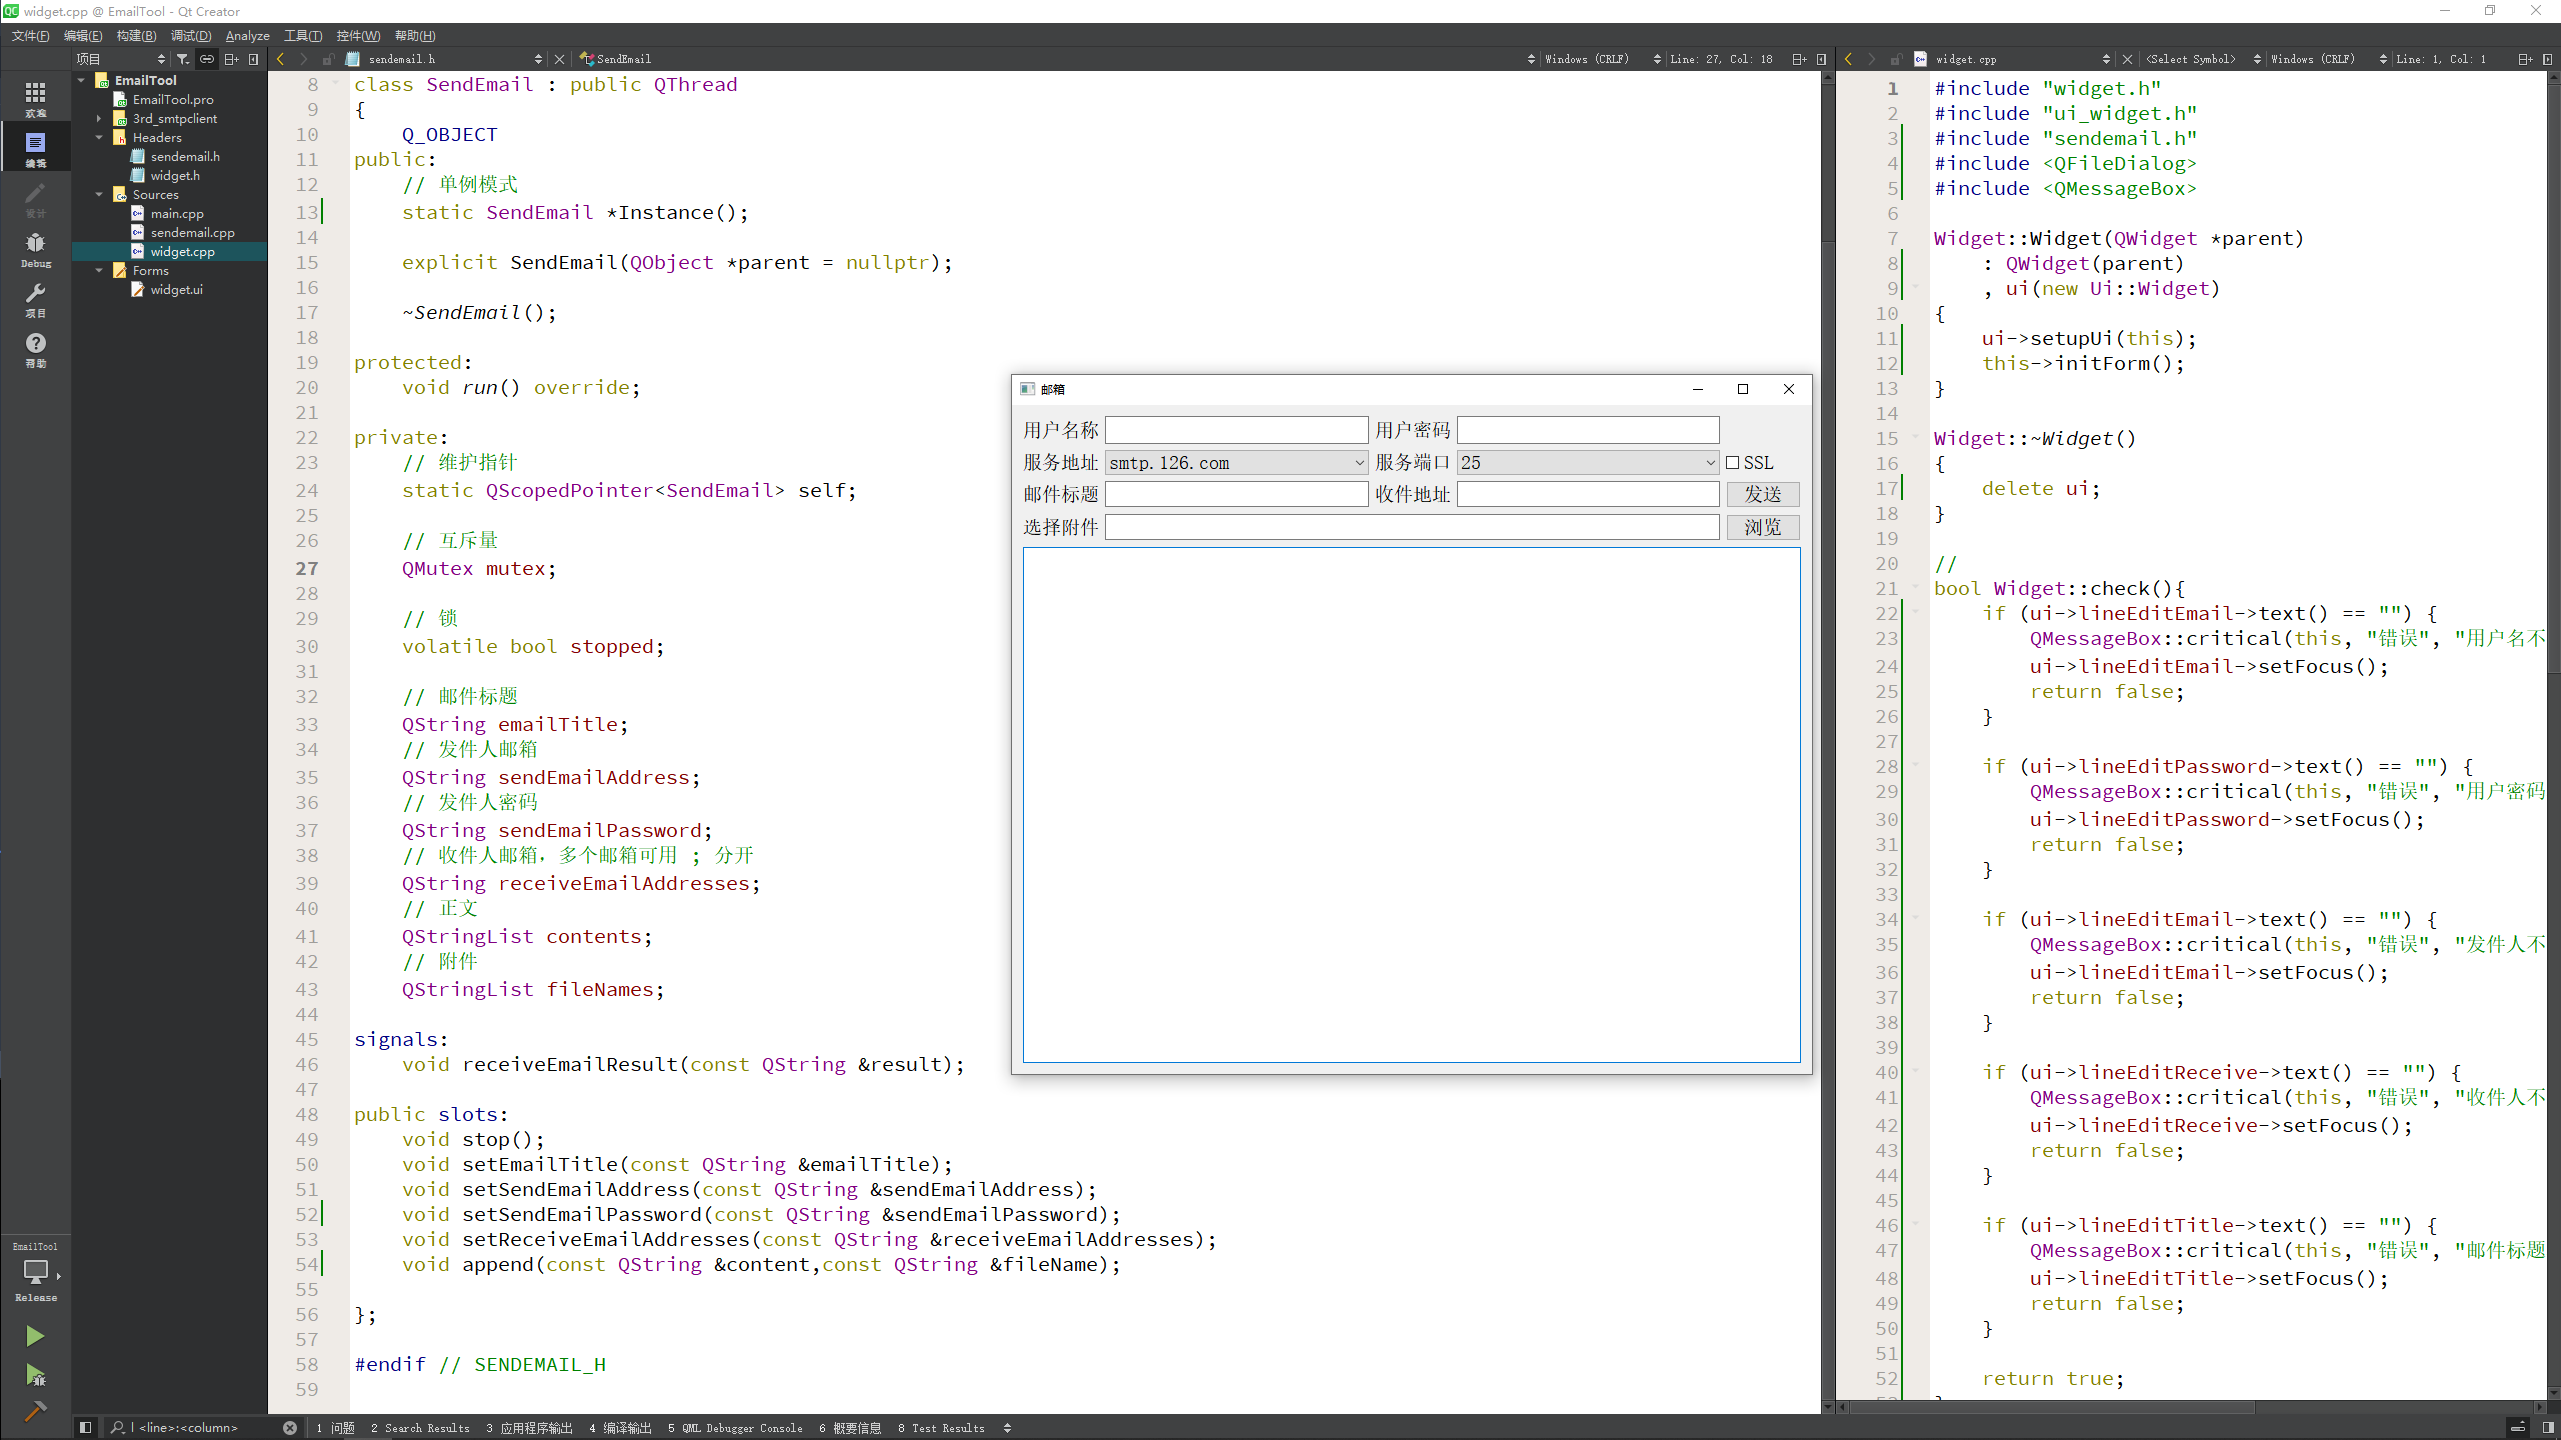 widget.cpp @ EmailTool - Qt Creator
文件(F) 编辑(E) 构建(B) 调试(D) Analyze 工具(T) 控件(W) 帮助(H)
项目
sendemail.h
SendEmail
Windows (CRLF)
Line: 27, Col: 18
widget.cpp
<Select Symbol>
Windows (CRLF)
Line: 1, Col: 1
欢迎
编辑
设计
Debug
项目
帮助
EmailTool
Release
EmailTool
EmailTool.pro
3rd_smtpclient
Headers
sendemail.h
widget.h
Sources
main.cpp
sendemail.cpp
widget.cpp
Forms
widget.ui
8 class SendEmail : public QThread
9 {
10 Q_OBJECT
11 public:
12 // 单例模式
13 static SendEmail *Instance();
14
15 explicit SendEmail(QObject *parent = nullptr);
16
17 ~SendEmail();
18
19 protected:
20 void run() override;
21
22 private:
23 // 维护指针
24 static QScopedPointer<SendEmail> self;
25
26 // 互斥量
27 QMutex mutex;
28
29 // 锁
30 volatile bool stopped;
31
32 // 邮件标题
33 QString emailTitle;
34 // 发件人邮箱
35 QString sendEmailAddress;
36 // 发件人密码
37 QString sendEmailPassword;
38 // 收件人邮箱，多个邮箱可用 ; 分开
39 QString receiveEmailAddresses;
40 // 正文
41 QStringList contents;
42 // 附件
43 QStringList fileNames;
44
45 signals:
46 void receiveEmailResult(const QString &result);
47
48 public slots:
49 void stop();
50 void setEmailTitle(const QString &emailTitle);
51 void setSendEmailAddress(const QString &sendEmailAddress);
52 void setSendEmailPassword(const QString &sendEmailPassword);
53 void setReceiveEmailAddresses(const QString &receiveEmailAddresses);
54 void append(const QString &content,const QString &fileName);
55
56 };
57
58 #endif // SENDEMAIL_H
59
邮箱
用户名称 用户密码
服务地址 smtp.126.com 服务端口 25 SSL
邮件标题 收件地址 发送
选择附件 浏览
1 #include "widget.h"
2 #include "ui_widget.h"
3 #include "sendemail.h"
4 #include <QFileDialog>
5 #include <QMessageBox>
6
7 Widget::Widget(QWidget *parent)
8 : QWidget(parent)
9 , ui(new Ui::Widget)
10 {
11 ui->setupUi(this);
12 this->initForm();
13 }
14
15 Widget::~Widget()
16 {
17 delete ui;
18 }
19
20 //
21 bool Widget::check(){
22 if (ui->lineEditEmail->text() == "") {
23 QMessageBox::critical(this, "错误", "用户名不
24 ui->lineEditEmail->setFocus();
25 return false;
26 }
27
28 if (ui->lineEditPassword->text() == "") {
29 QMessageBox::critical(this, "错误", "用户密码
30 ui->lineEditPassword->setFocus();
31 return false;
32 }
33
34 if (ui->lineEditEmail->text() == "") {
35 QMessageBox::critical(this, "错误", "发件人不
36 ui->lineEditEmail->setFocus();
37 return false;
38 }
39
40 if (ui->lineEditReceive->text() == "") {
41 QMessageBox::critical(this, "错误", "收件人不
42 ui->lineEditReceive->setFocus();
43 return false;
44 }
45
46 if (ui->lineEditTitle->text() == "") {
47 QMessageBox::critical(this, "错误", "邮件标题
48 ui->lineEditTitle->setFocus();
49 return false;
50 }
51
52 return true;
l <line>:<column>
1 问题 2 Search Results 3 应用程序输出 4 编译输出 5 QML Debugger Console 6 概要信息 8 Test Results